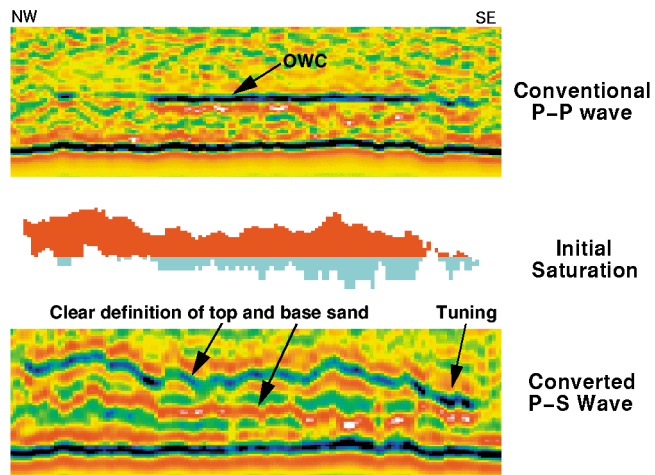 NW
SE
OWC
Conventional
P-P wave
Initial
Saturation
Clear definition of top and base sand
Tuning
Converted
P-S Wave